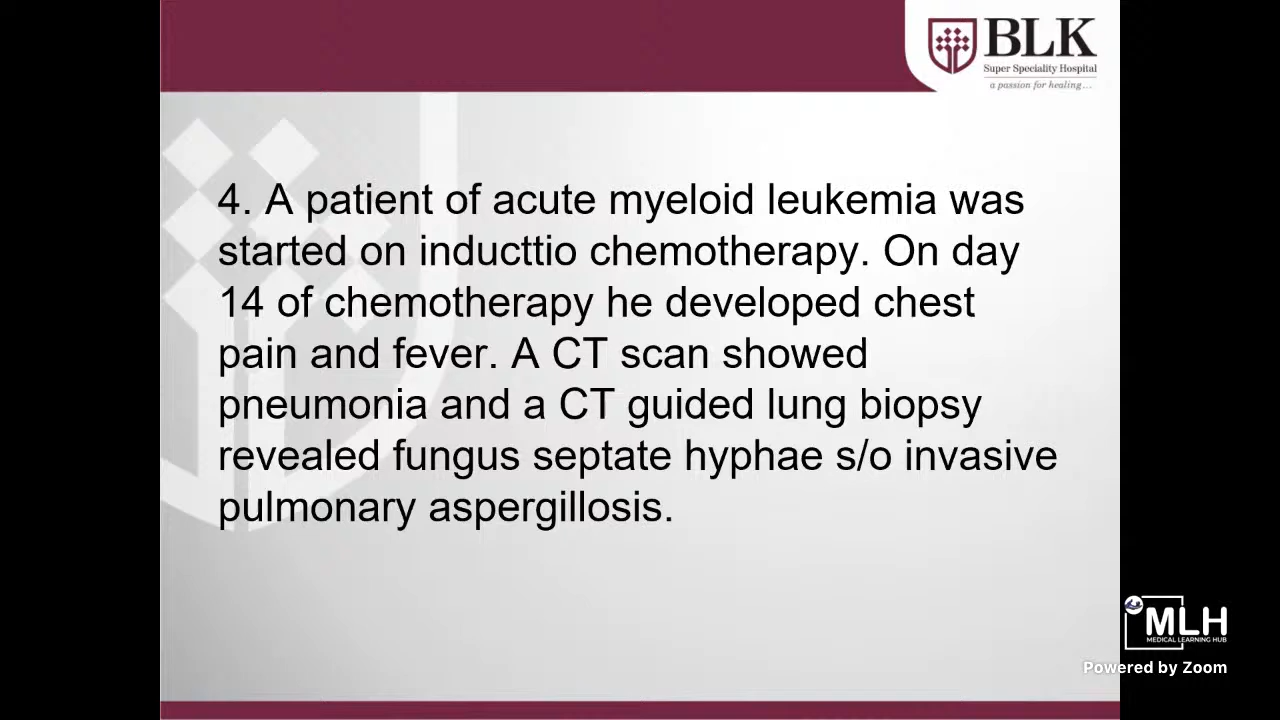 BLK
Super Speciality Hospital
a passion for healing...
4. A patient of acute myeloid leukemia was
started on inducttio chemotherapy. On day
14 of chemotherapy he developed chest
pain and fever. A CT scan showed
pneumonia and a CT guided lung biopsy
revealed fungus septate hyphae s/o invasive
pulmonary aspergillosis.
MLH
MEDICAL LEARNING HUB
Powered by Zoom